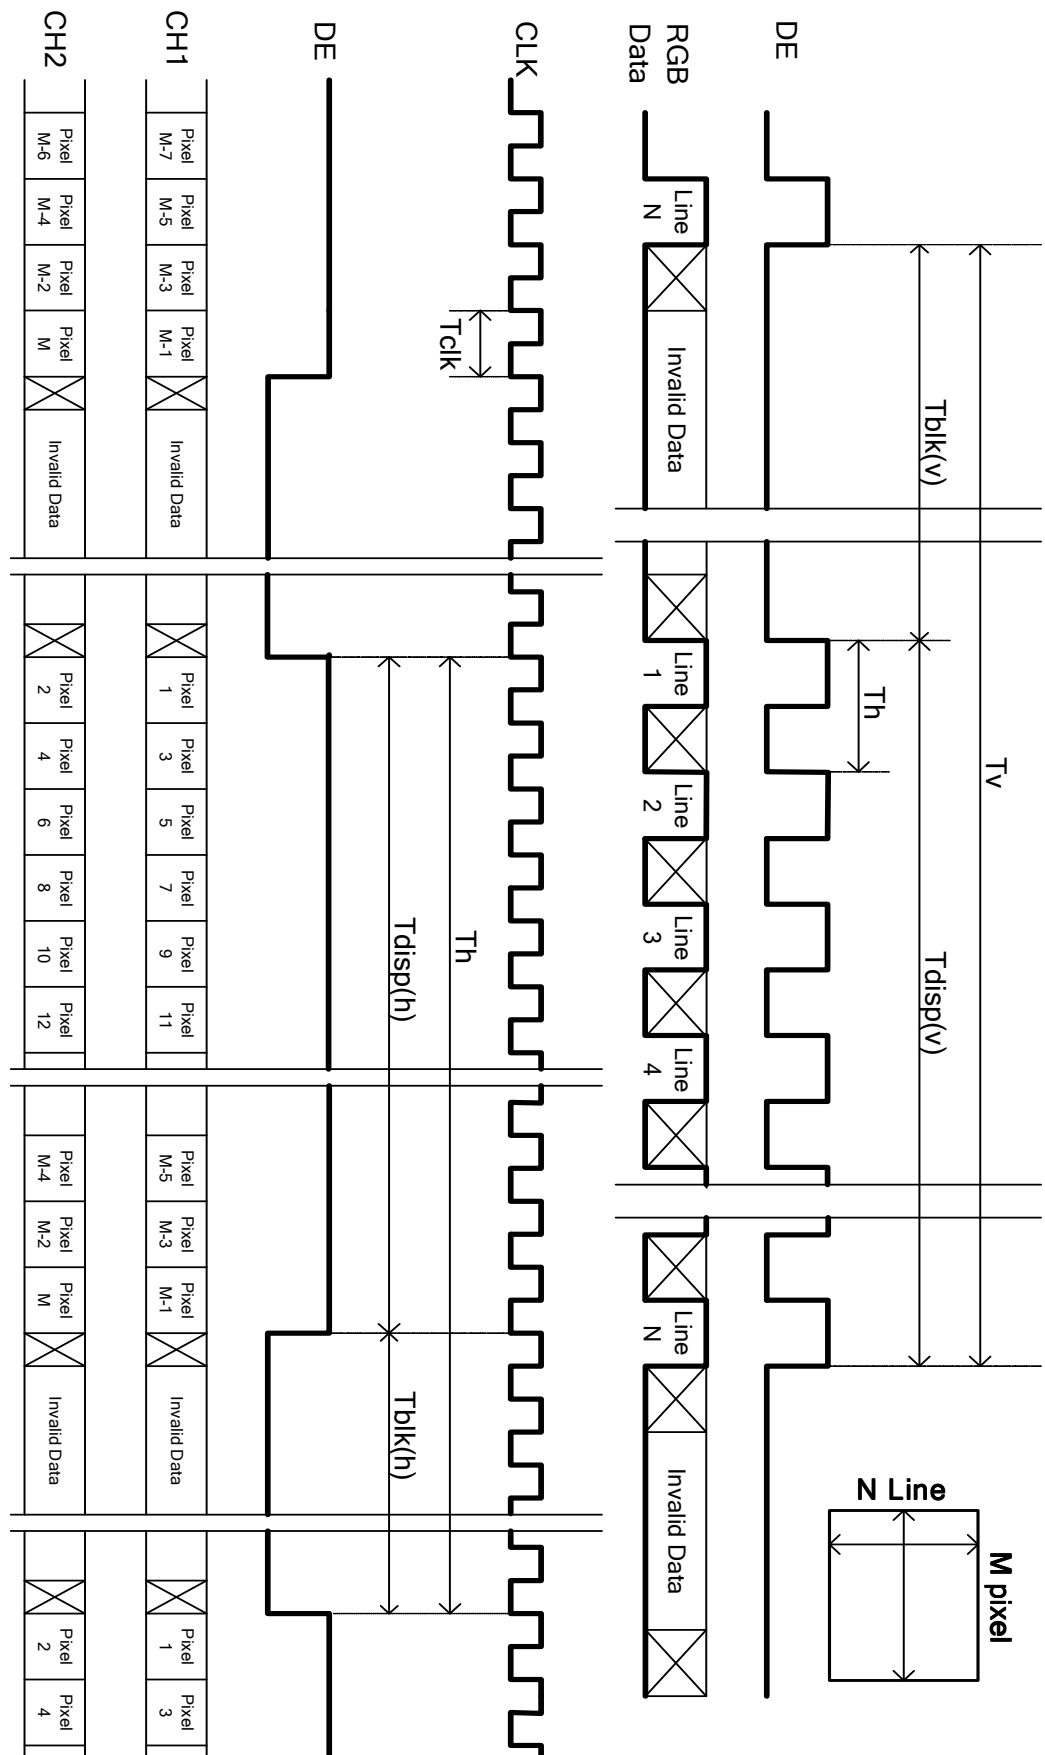 M pixel
N Line
Tv
Tblk(v)
Tdisp(v)
Th
DE
RGB
Data
Line
N
Invalid Data
Line
1
Line
2
Line
3
Line
4
Line
N
Invalid Data
CLK
Tclk
Th
Tdisp(h)
Tblk(h)
DE
CH1
Pixel
M-7
Pixel
M-5
Pixel
M-3
Pixel
M-1
Invalid Data
Pixel
1
Pixel
3
Pixel
5
Pixel
7
Pixel
9
Pixel
11
Pixel
M-5
Pixel
M-3
Pixel
M-1
Invalid Data
Pixel
1
Pixel
3
CH2
Pixel
M-6
Pixel
M-4
Pixel
M-2
Pixel
M
Invalid Data
Pixel
2
Pixel
4
Pixel
6
Pixel
8
Pixel
10
Pixel
12
Pixel
M-4
Pixel
M-2
Pixel
M
Invalid Data
Pixel
2
Pixel
4